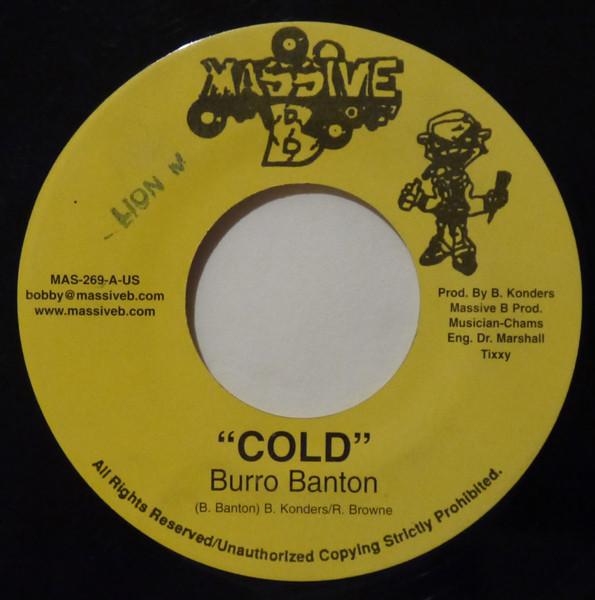 MASSIVE
B
LION M
MAS-269-A-US
bobby@massiveb.com
www.massiveb.com
Prod. By B. Konders
Massive B Prod.
Musician-Chams
Eng. Dr. Marshall
Tixxy
“COLD”
Burro Banton
(B. Banton) B. Konders/R. Browne
All Rights Reserved/Unauthorized Copying Strictly Prohibited.